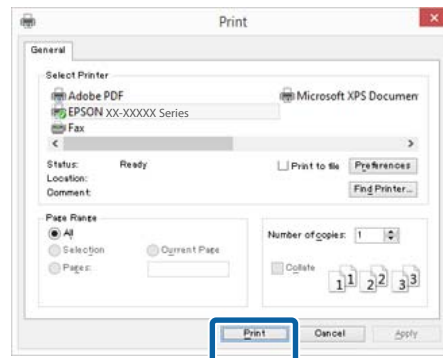 Print
General
Select Printer
Adobe PDF
Microsoft XPS Documen
EPSON XX-XXXXX Series
Fax
Status: Ready
Print to file
Preferences
Location:
Comment:
Find Printer...
Page Range
All
Selection
Current Page
Pages:
Number of copies: 1
Collate
1 1 2 2 3 3
Print
Cancel
Apply